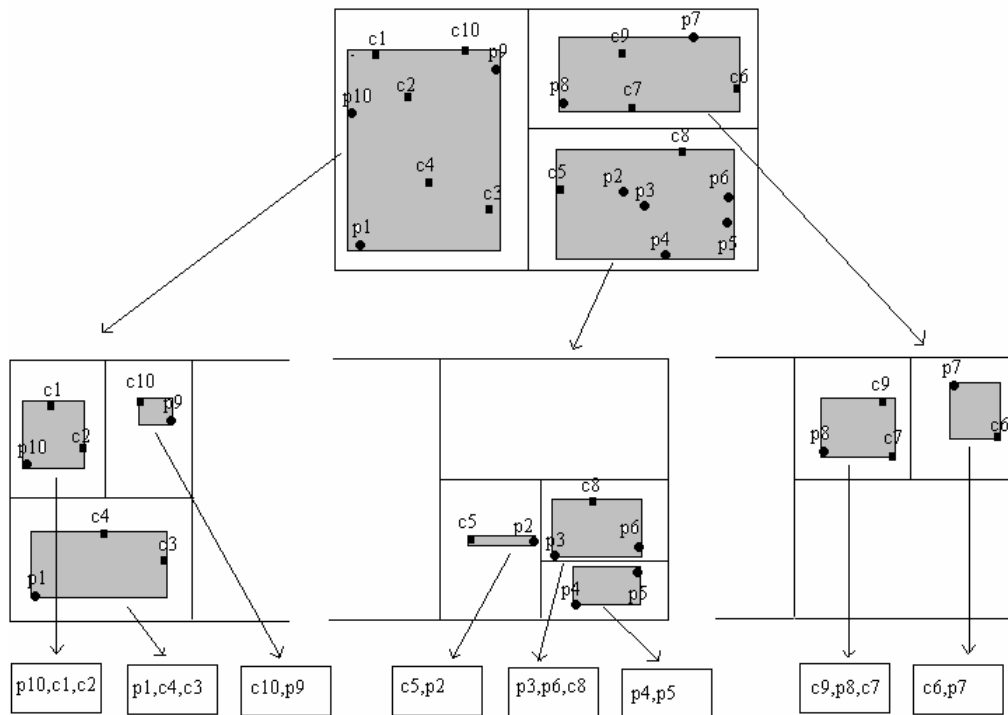 c1
c10
p9
c2
p10
c4
c3
p1
c9
p7
c6
p8
c7
c8
c5
p2
p3
p6
p4
p5
c1
c10
p9
c2
p10
c4
c3
p1
c8
c5
p2
p3
p6
p4
p5
c9
p7
p8
c7
c6
p10,c1,c2
p1,c4,c3
c10,p9
c5,p2
p3,p6,c8
p4,p5
c9,p8,c7
c6,p7